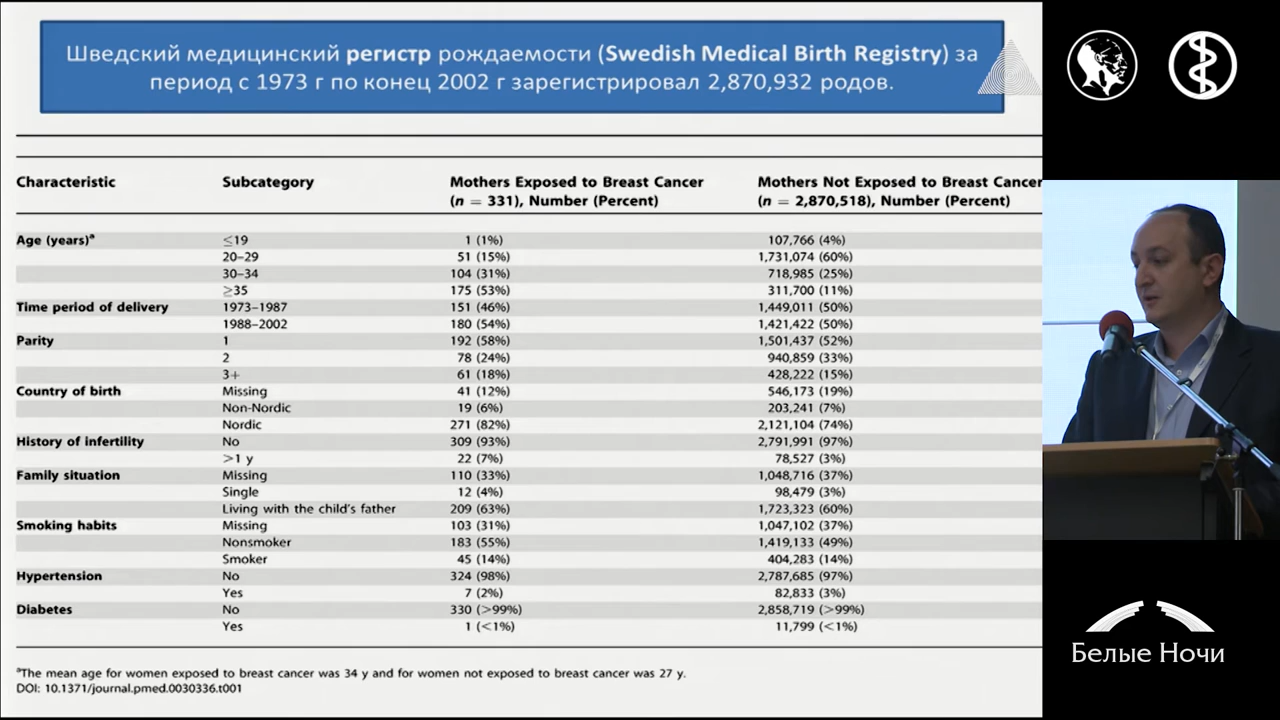 Шведский медицинский регистр рождаемости (Swedish Medical Birth Registry) за
период с 1973 г по конец 2002 г зарегистрировал 2,870,932 родов.
Characteristic Subcategory Mothers Exposed to Breast Cancer Mothers Not Exposed to Breast Cancer
(n = 331), Number (Percent) (n = 2,870,518), Number (Percent)
Age (years)ᵃ ≤19 1 (1%) 107,766 (4%)
20–29 51 (15%) 1,731,074 (60%)
30–34 104 (31%) 718,985 (25%)
≥35 175 (53%) 311,700 (11%)
Time period of delivery 1973–1987 151 (46%) 1,449,011 (50%)
1988–2002 180 (54%) 1,421,422 (50%)
Parity 1 192 (58%) 1,501,437 (52%)
2 78 (24%) 940,859 (33%)
3+ 61 (18%) 428,222 (15%)
Country of birth Missing 41 (12%) 546,173 (19%)
Non-Nordic 19 (6%) 203,241 (7%)
Nordic 271 (82%) 2,121,104 (74%)
History of infertility No 309 (93%) 2,791,991 (97%)
>1 y 22 (7%) 78,527 (3%)
Family situation Missing 110 (33%) 1,048,716 (37%)
Single 12 (4%) 98,479 (3%)
Living with the child's father 209 (63%) 1,723,323 (60%)
Smoking habits Missing 103 (31%) 1,047,102 (37%)
Nonsmoker 183 (55%) 1,419,133 (49%)
Smoker 45 (14%) 404,283 (14%)
Hypertension No 324 (98%) 2,787,685 (97%)
Yes 7 (2%) 82,833 (3%)
Diabetes No 330 (>99%) 2,858,719 (>99%)
Yes 1 (<1%) 11,799 (<1%)
ᵃThe mean age for women exposed to breast cancer was 34 y and for women not exposed to breast cancer was 27 y.
DOI: 10.1371/journal.pmed.0030336.t001
Белые Ночи